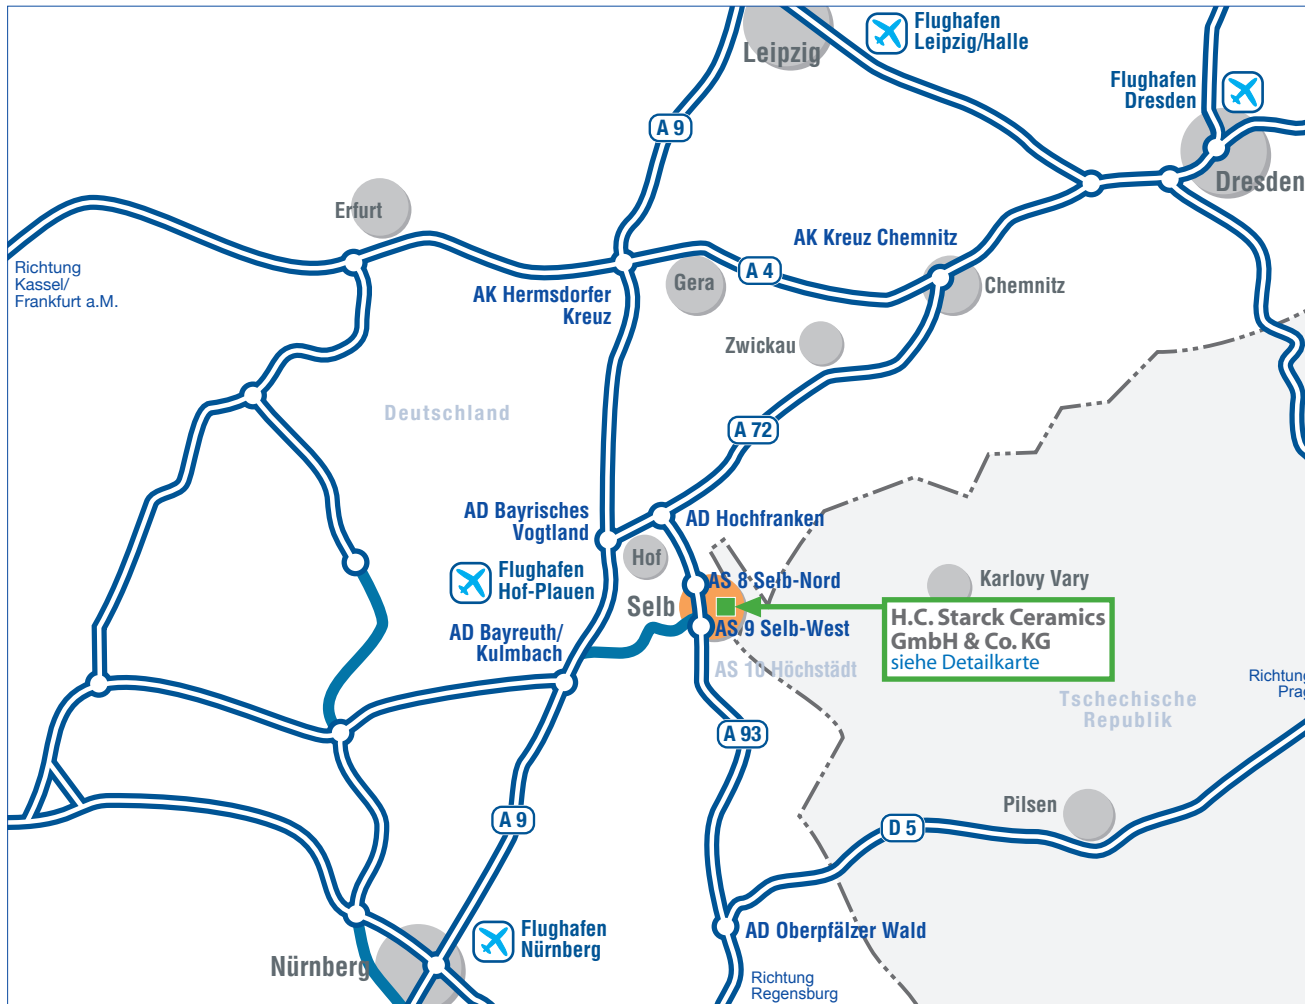 Flughafen
Leipzig/Halle
Leipzig
Flughafen
Dresden
A 9
Dresden
Erfurt
AK Kreuz Chemnitz
Richtung
Kassel/
Frankfurt a.M.
A 4
Gera
Chemnitz
AK Hermsdorfer
Kreuz
Zwickau
Deutschland
A 72
AD Bayrisches
Vogtland
AD Hochfranken
Hof
Flughafen
Hof-Plauen
AS 8 Selb-Nord
Karlovy Vary
Selb
H.C. Starck Ceramics
GmbH & Co. KG
siehe Detailkarte
AS 9 Selb-West
AD Bayreuth/
Kulmbach
AS 10 Höchstädt
Richtung
Prag
Tschechische
Republik
A 93
Pilsen
A 9
D 5
Flughafen
Nürnberg
AD Oberpfälzer Wald
Nürnberg
Richtung
Regensburg